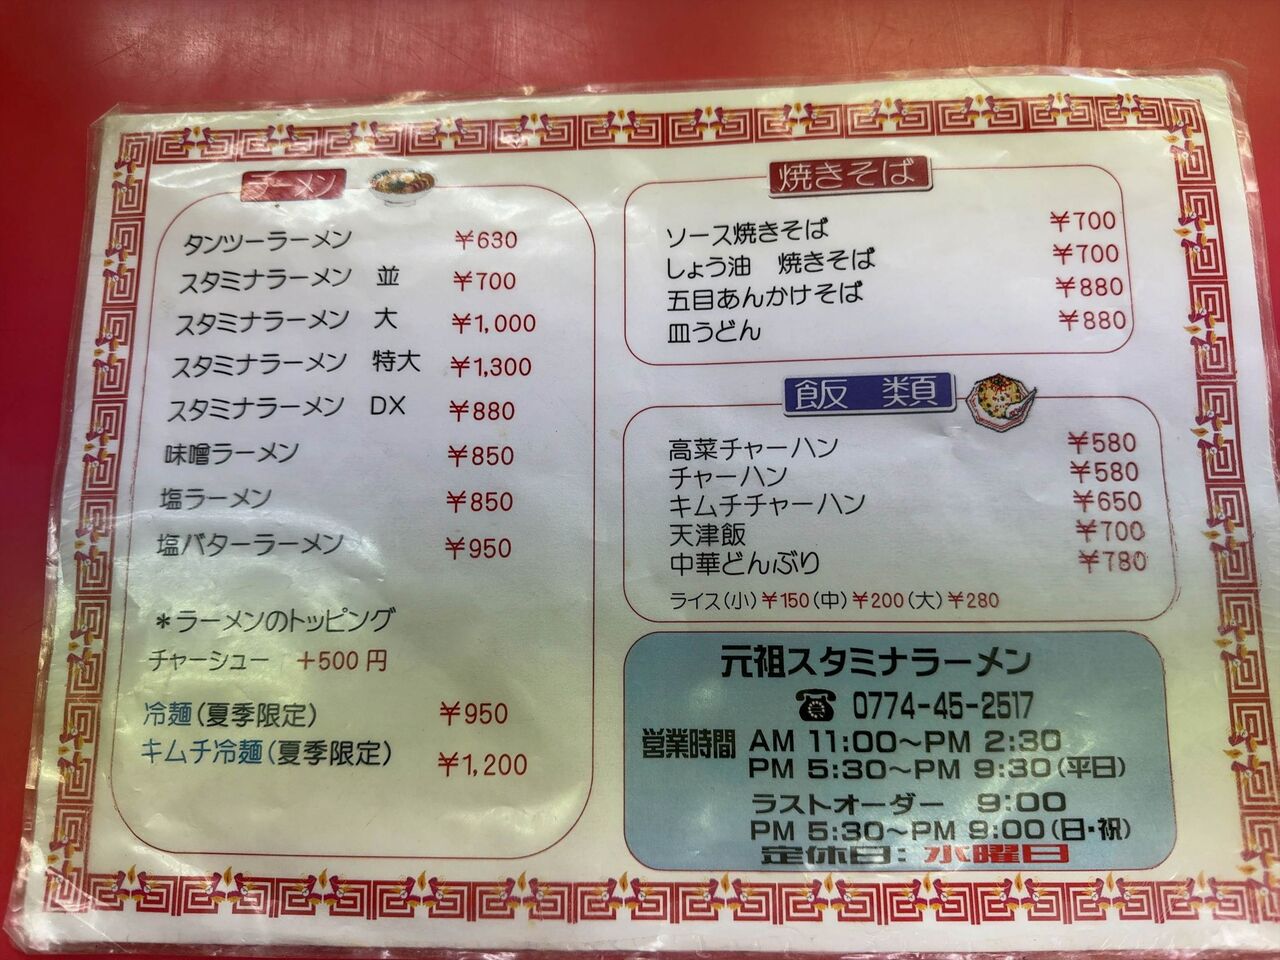 ラーメン
タンツーラーメン ￥630
スタミナラーメン 並 ￥700
スタミナラーメン 大 ￥1,000
スタミナラーメン 特大 ￥1,300
スタミナラーメン DX ￥880
味噌ラーメン ￥850
塩ラーメン ￥850
塩バターラーメン ￥950
＊ラーメンのトッピング
チャーシュー ＋500円
冷麺(夏季限定) ￥950
キムチ冷麺(夏季限定) ￥1,200
焼きそば
ソース焼きそば ￥700
しょう油 焼きそば ￥700
五目あんかけそば ￥880
皿うどん ￥880
飯 類
高菜チャーハン ￥580
チャーハン ￥580
キムチチャーハン ￥650
天津飯 ￥700
中華どんぶり ￥780
ライス(小)￥150(中)￥200(大)￥280
元祖スタミナラーメン
☎ 0774-45-2517
営業時間 AM 11:00～PM 2:30
PM 5:30～PM 9:30(平日)
ラストオーダー 9:00
PM 5:30～PM 9:00(日・祝)
定休日：水曜日